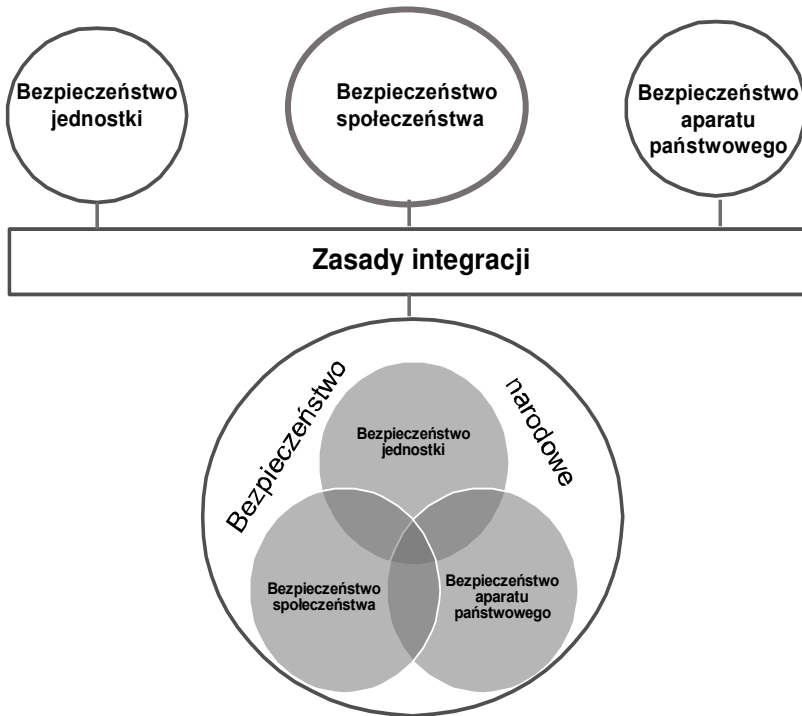 Bezpieczeństwo
jednostki
Bezpieczeństwo
społeczeństwa
Bezpieczeństwo
aparatu
państwowego
Zasady integracji
Bezpieczeństwo
narodowe
Bezpieczeństwo
jednostki
Bezpieczeństwo
społeczeństwa
Bezpieczeństwo
aparatu
państwowego